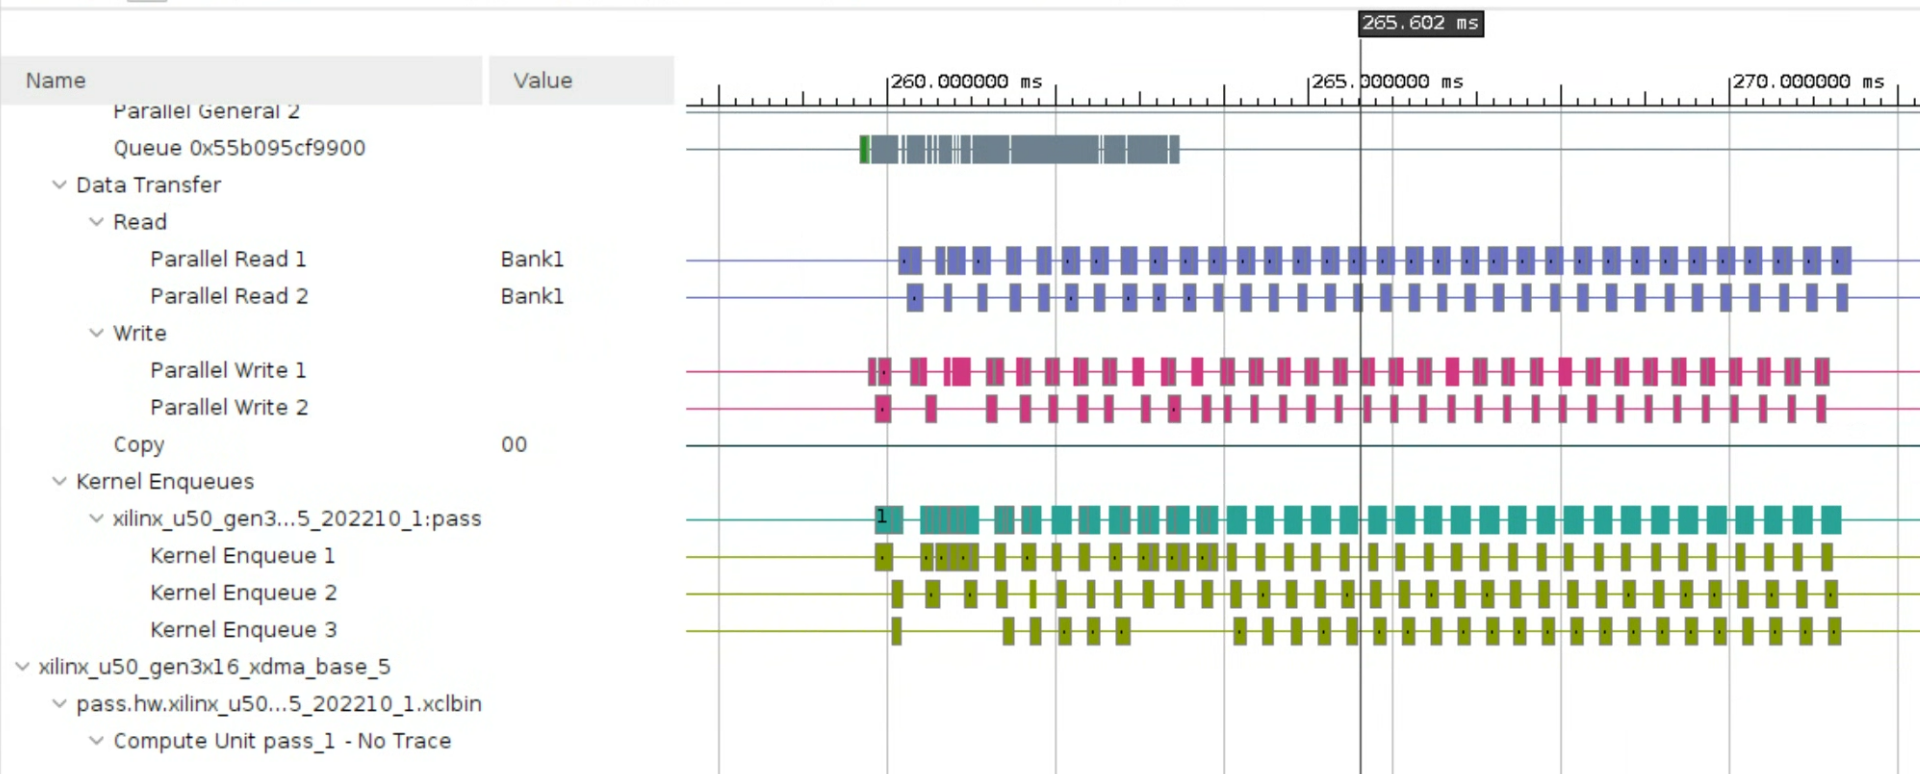 265.602 ms
Name Value 260.000000 ms 265.000000 ms 270.000000 ms
Parallel General 2
Queue 0x55b095cf9900
Data Transfer
Read
Parallel Read 1 Bank1
Parallel Read 2 Bank1
Write
Parallel Write 1
Parallel Write 2
Copy 00
Kernel Enqueues
xilinx_u50_gen3...5_202210_1:pass 1
Kernel Enqueue 1
Kernel Enqueue 2
Kernel Enqueue 3
xilinx_u50_gen3x16_xdma_base_5
pass.hw.xilinx_u50...5_202210_1.xclbin
Compute Unit pass_1 - No Trace